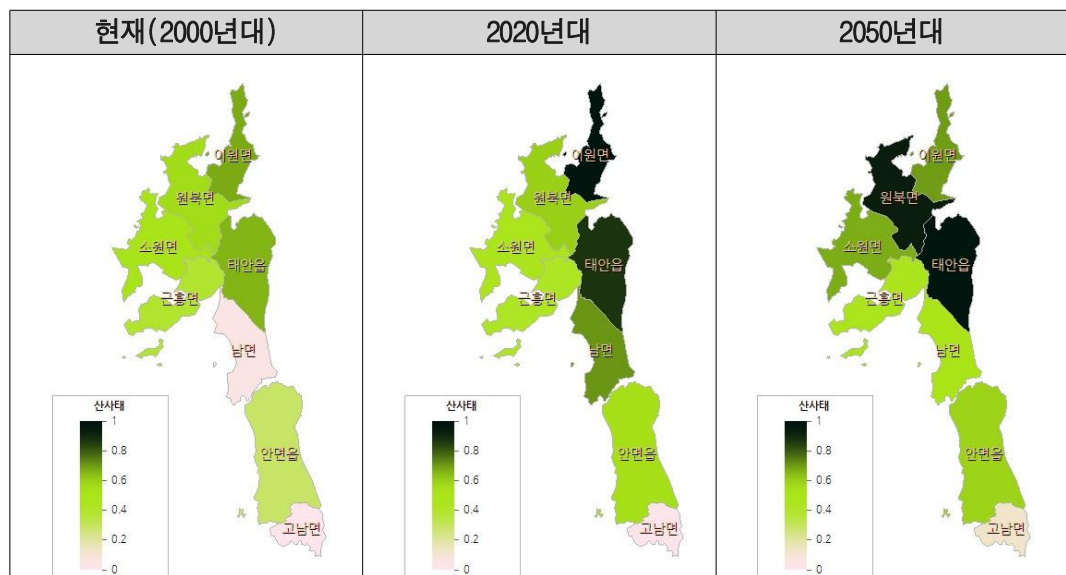 현재(2000년대)
2020년대
2050년대
이원면
원북면
소원면
태안읍
근흥면
남면
안면읍
고남면
산사태
1
0.8
0.6
0.4
0.2
0
이원면
원북면
소원면
태안읍
근흥면
남면
안면읍
고남면
산사태
1
0.8
0.6
0.4
0.2
0
이원면
원북면
소원면
태안읍
근흥면
남면
안면읍
고남면
산사태
1
0.8
0.6
0.4
0.2
0